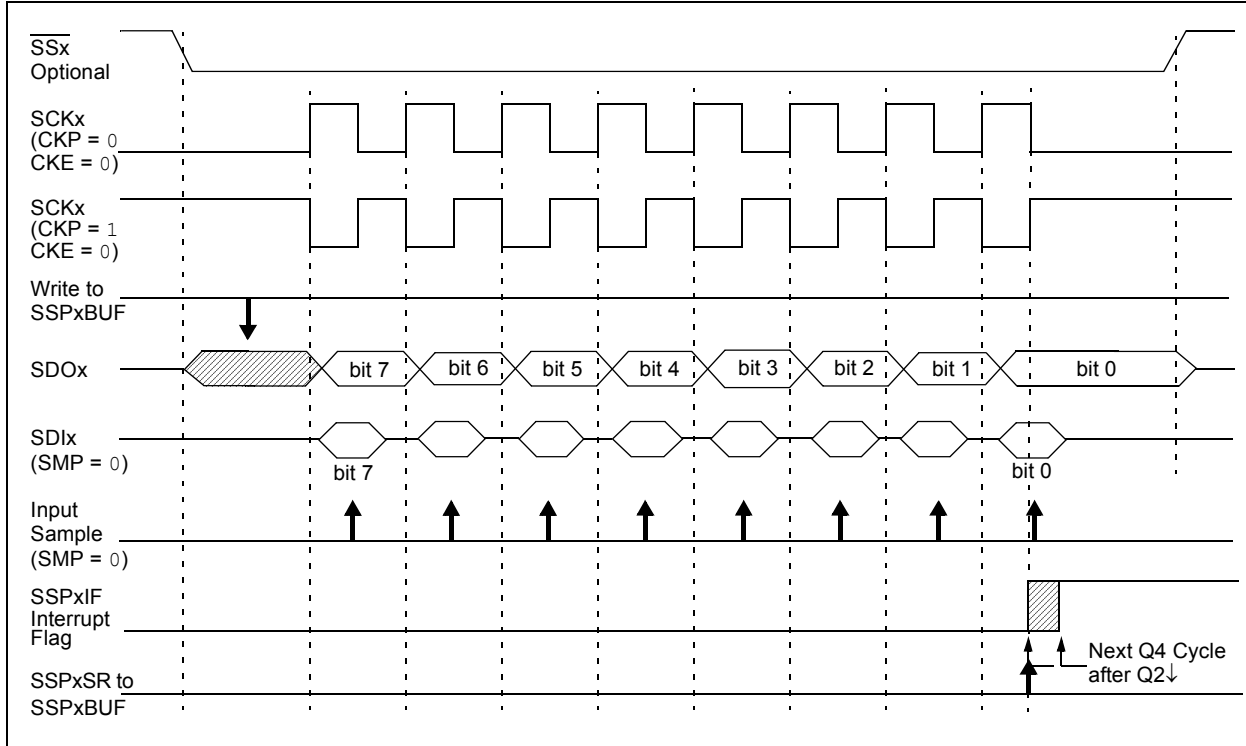 SSx
Optional
SCKx
(CKP = 0
CKE = 0)
SCKx
(CKP = 1
CKE = 0)
Write to
SSPxBUF
SDOx
bit 7
bit 6
bit 5
bit 4
bit 3
bit 2
bit 1
bit 0
SDIx
(SMP = 0)
bit 7
bit 0
Input
Sample
(SMP = 0)
SSPxIF
Interrupt
Flag
Next Q4 Cycle
after Q2↓
SSPxSR to
SSPxBUF